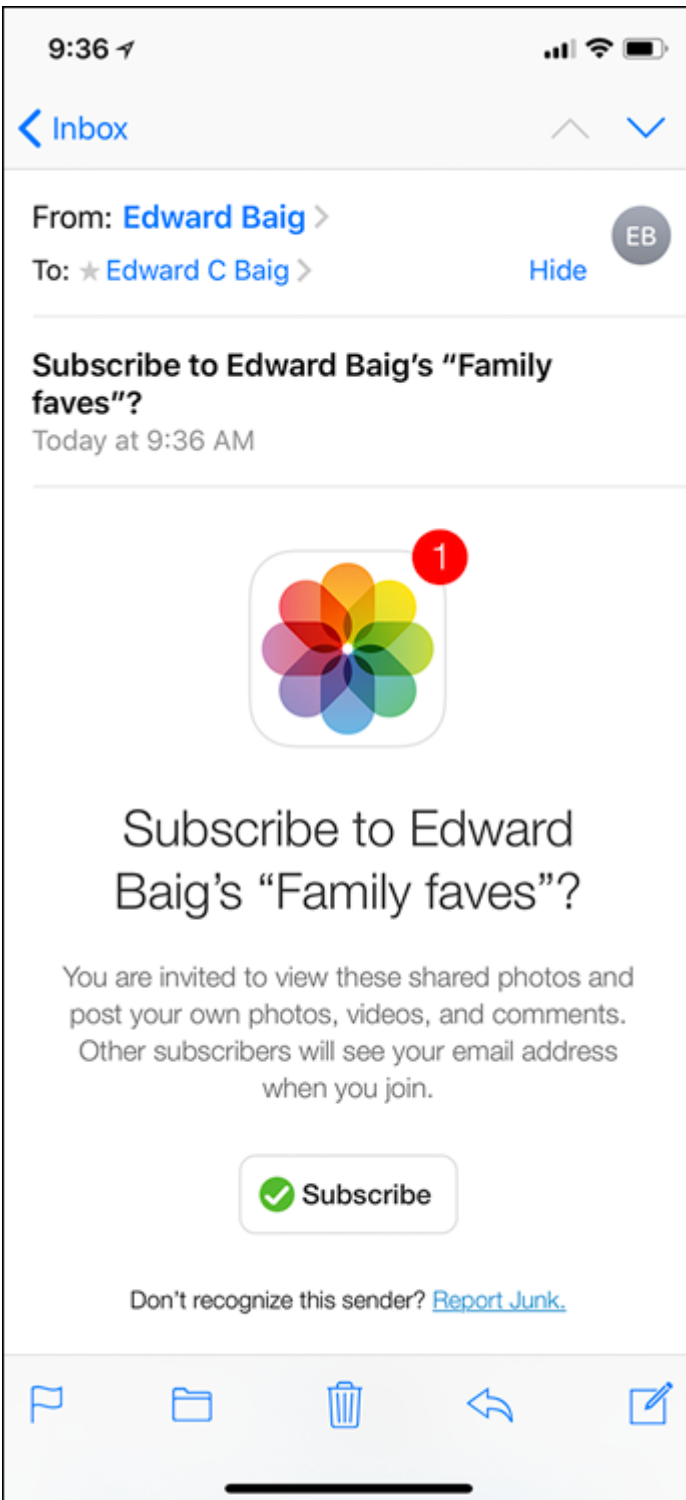 9:36
Inbox
From: Edward Baig
EB
To: Edward C Baig
Hide
Subscribe to Edward Baig’s “Family
faves”?
Today at 9:36 AM
1
Subscribe to Edward
Baig’s “Family faves”?
You are invited to view these shared photos and
post your own photos, videos, and comments.
Other subscribers will see your email address
when you join.
Subscribe
Don’t recognize this sender? Report Junk.